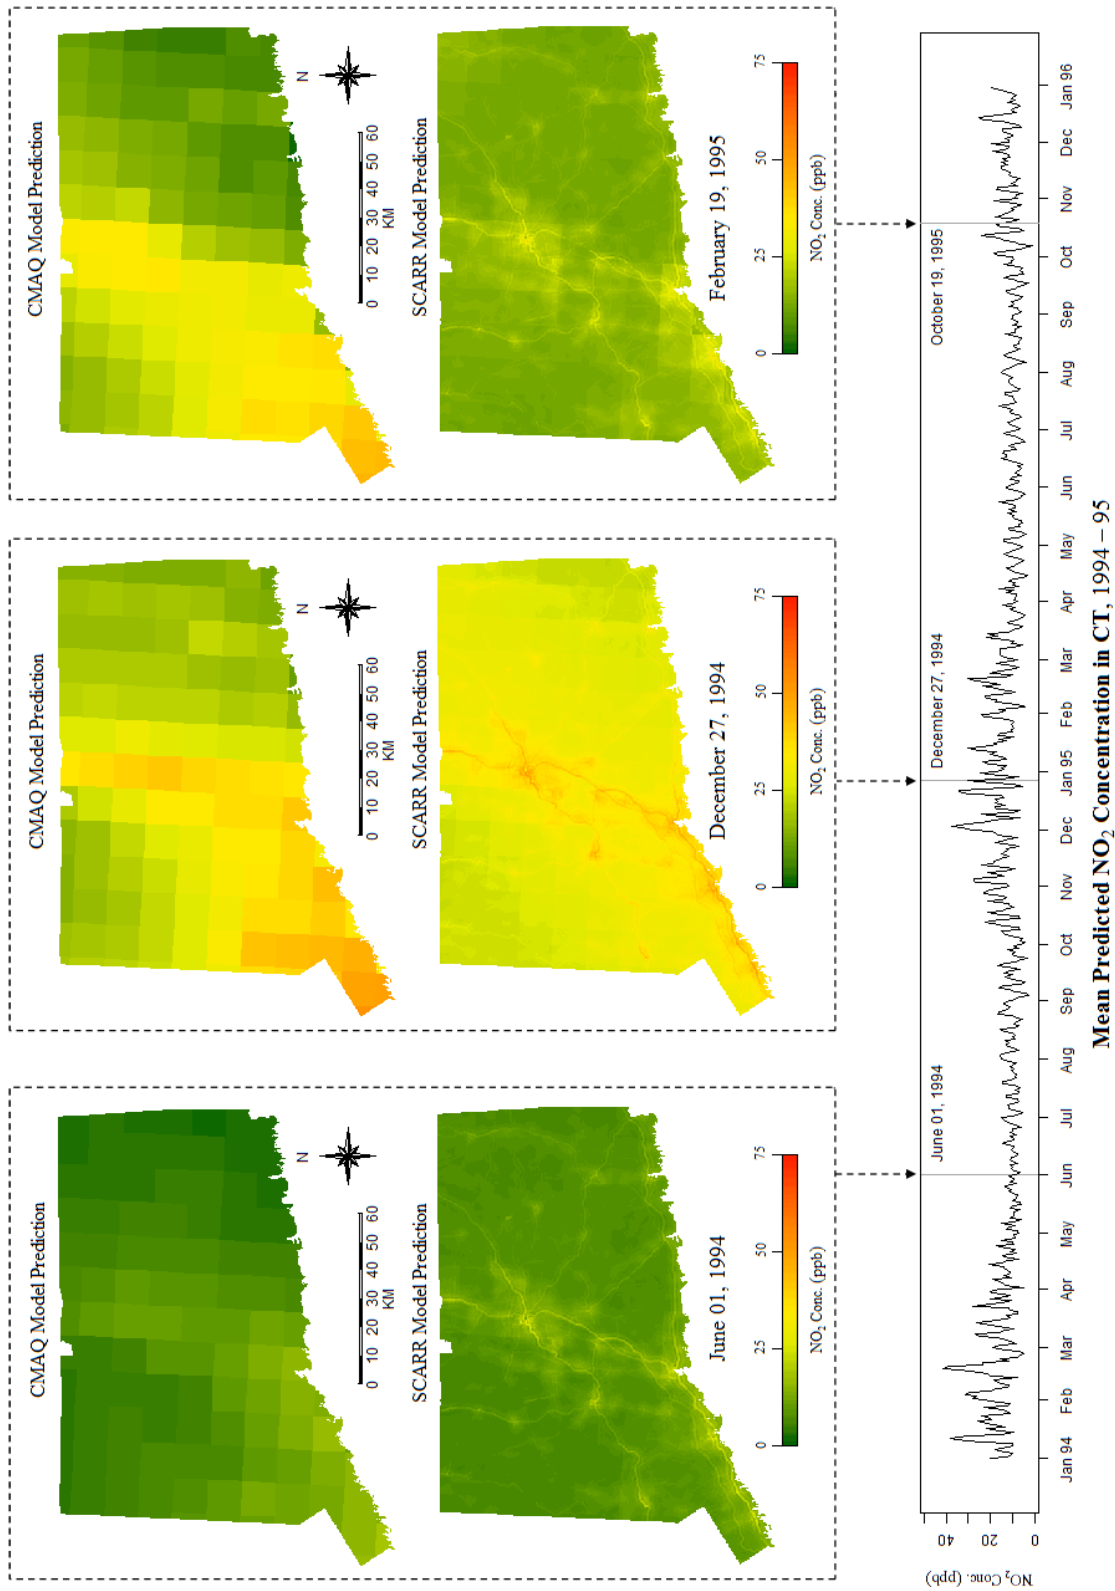 CMAQ Model Prediction
N
0 10 20 30 40 50 60
KM
SCARR Model Prediction
June 01, 1994
0 25 50 75
NO₂ Conc. (ppb)
CMAQ Model Prediction
N
0 10 20 30 40 50 60
KM
SCARR Model Prediction
December 27, 1994
0 25 50 75
NO₂ Conc. (ppb)
CMAQ Model Prediction
N
0 10 20 30 40 50 60
KM
SCARR Model Prediction
February 19, 1995
0 25 50 75
NO₂ Conc. (ppb)
June 01, 1994
December 27, 1994
October 19, 1995
NO₂ Conc. (ppb)
40
20
0
Jan 94 Feb Mar Apr May Jun Jul Aug Sep Oct Nov Dec Jan 95 Feb Mar Apr May Jun Jul Aug Sep Oct Nov Dec Jan 96
Mean Predicted NO₂ Concentration in CT, 1994 – 95